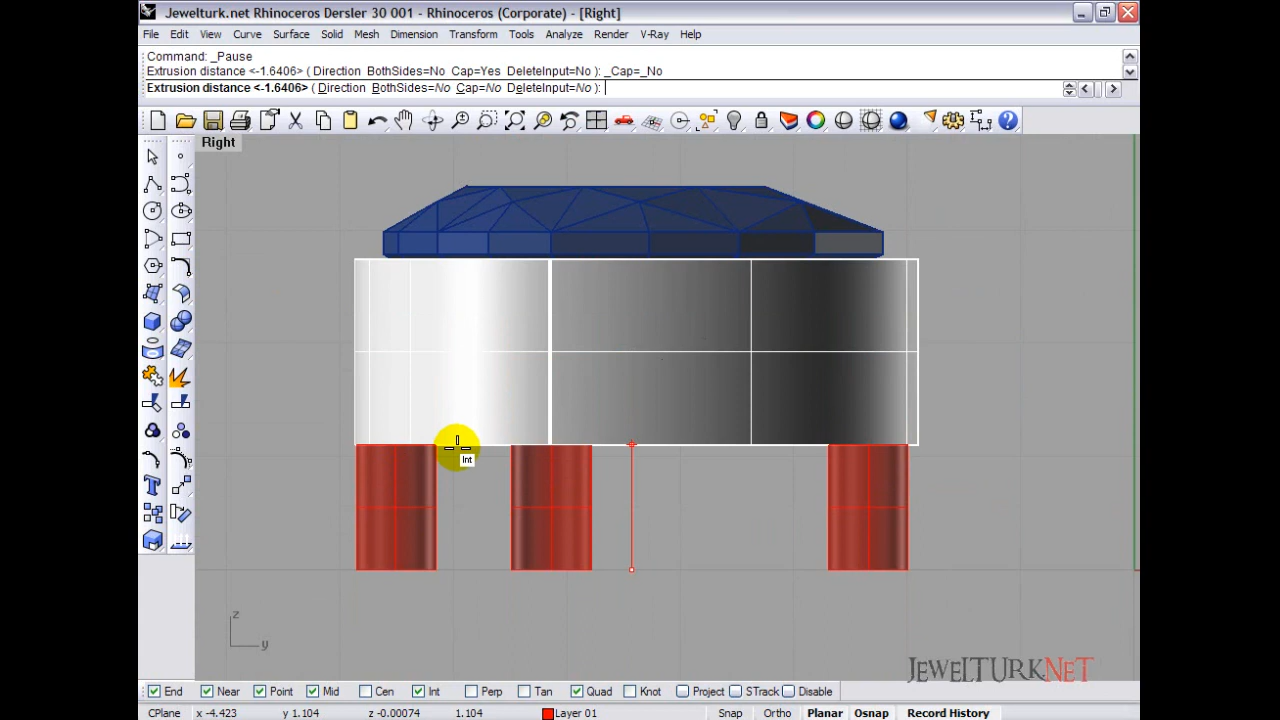 Jewelturk.net Rhinoceros Dersler 30 001 - Rhinoceros (Corporate) - [Right]
File Edit View Curve Surface Solid Mesh Dimension Transform Tools Analyze Render V-Ray Help
Command: _Pause
Extrusion distance <-1.6406> ( Direction BothSides=No Cap=Yes DeleteInput=No ): _Cap=_No
Extrusion distance <-1.6406> ( Direction BothSides=No Cap=No DeleteInput=No ):
Right
Int
z
y
JEWELTURKNET
End Near Point Mid Cen Int Perp Tan Quad Knot Project STrack Disable
CPlane x -4.423 y 1.104 z -0.00074 1.104 Layer 01 Snap Ortho Planar Osnap Record History